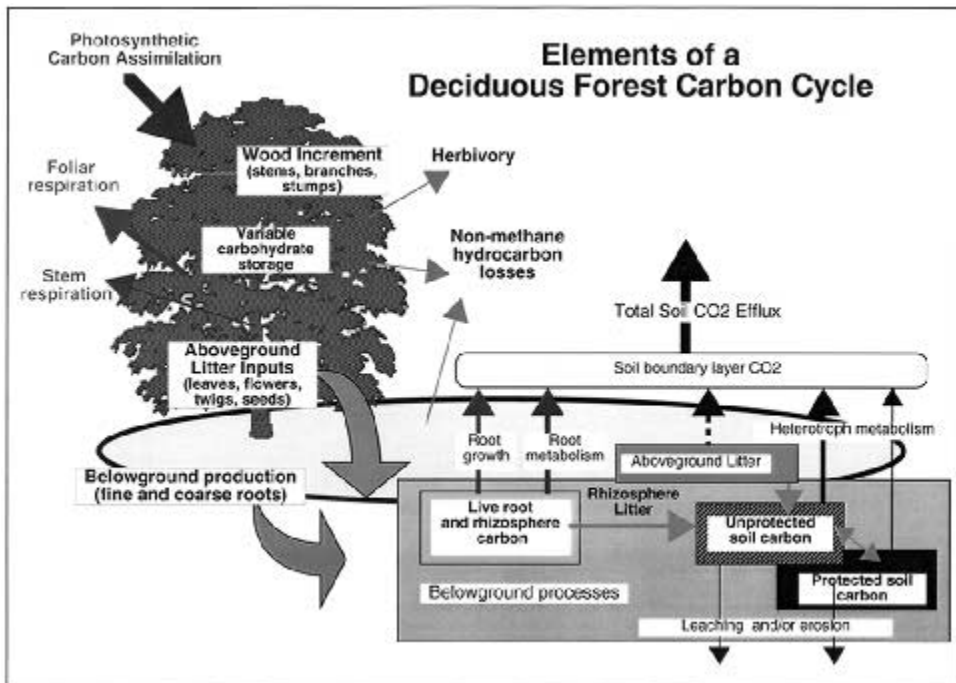 Photosynthetic
Carbon Assimilation
Elements of a
Deciduous Forest Carbon Cycle
Wood Increment
(stems, branches,
stumps)
Herbivory
Foliar
respiration
Variable
carbohydrate
storage
Non-methane
hydrocarbon
losses
Stem
respiration
Total Soil CO2 Efflux
Aboveground
Litter Inputs
(leaves, flowers,
twigs, seeds)
Soil boundary layer CO2
Root
growth
Root
metabolism
Heterotroph metabolism
Aboveground Litter
Belowground production
(fine and coarse roots)
Rhizosphere
Litter
Live root
and rhizosphere
carbon
Unprotected
soil carbon
Protected soil
carbon
Belowground processes
Leaching and/or erosion